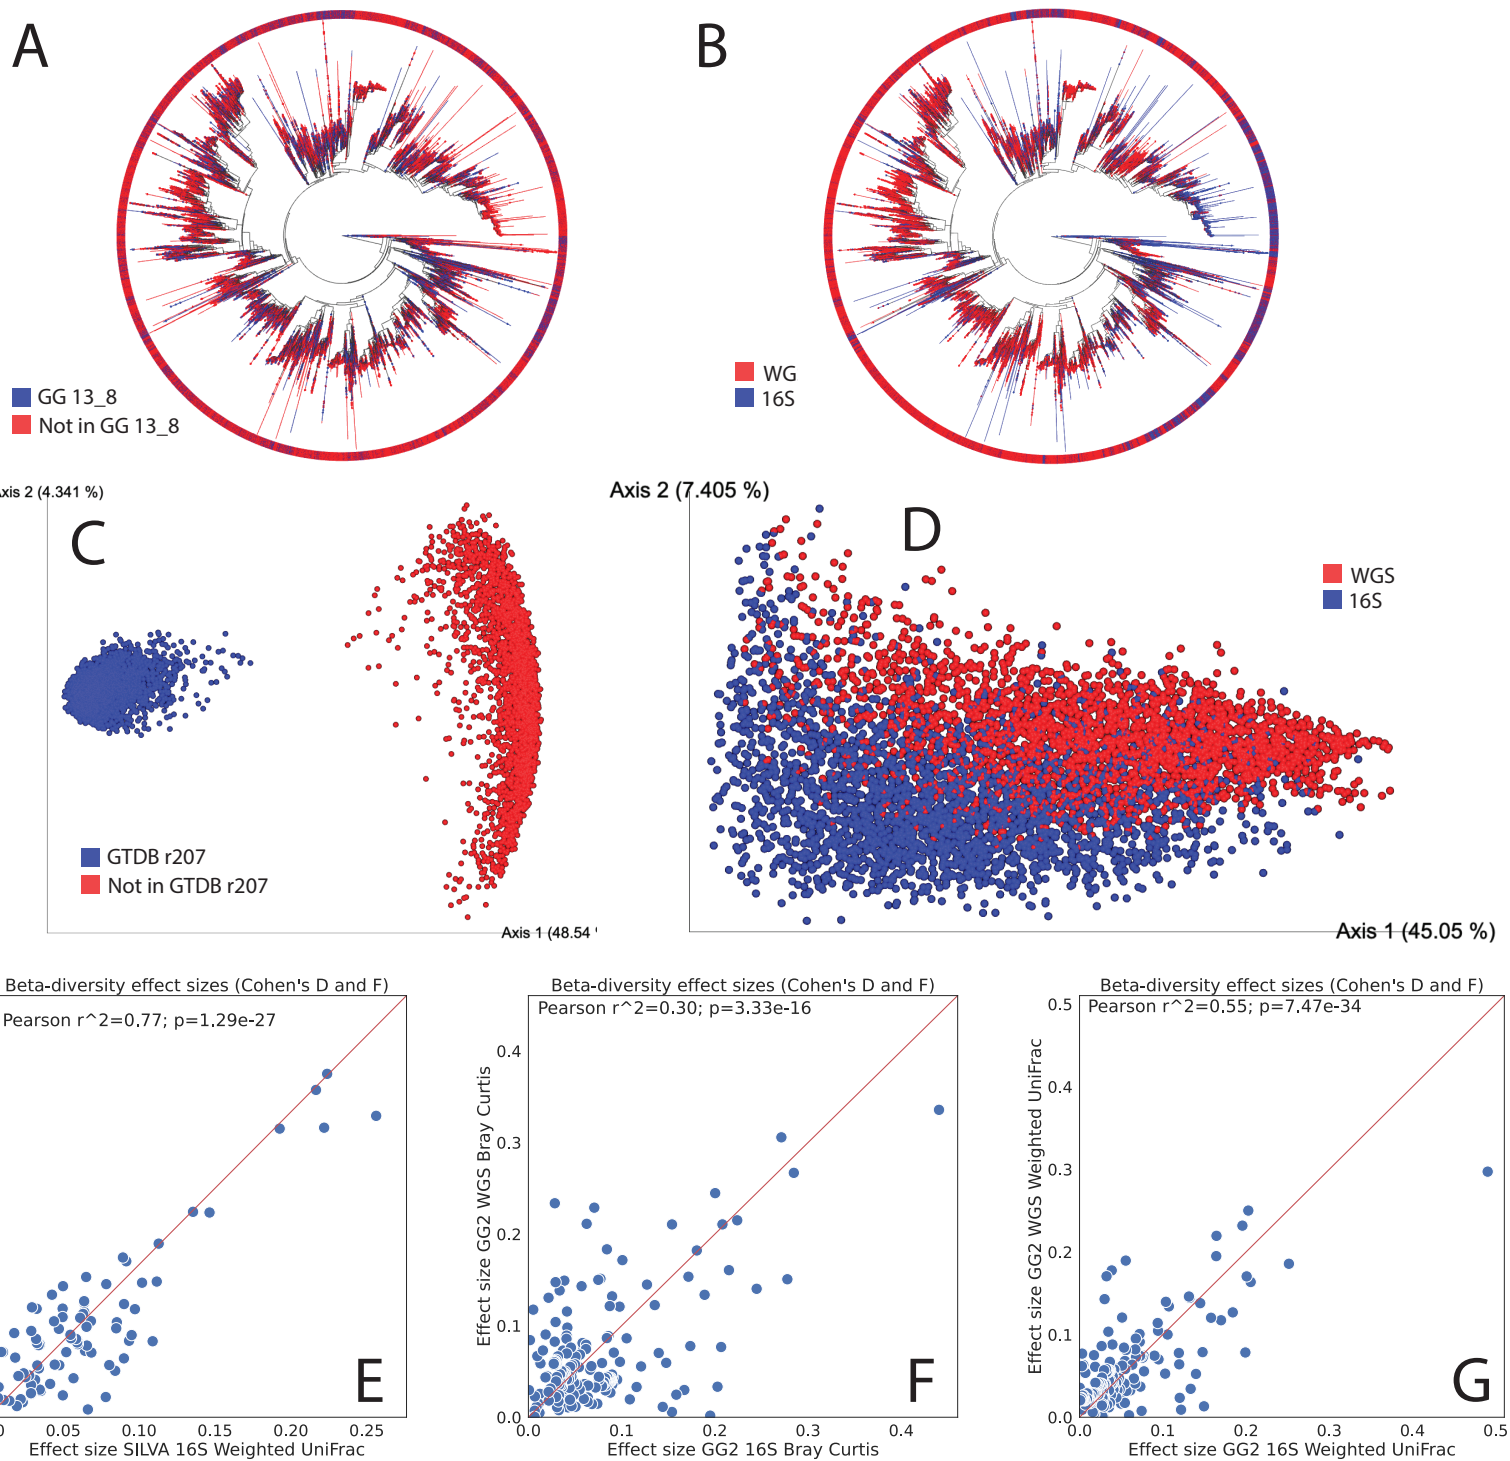 A
B
GG 13_8
Not in GG 13_8
WG
16S
Axis 2 (4.341 %)
C
GTDB r207
Not in GTDB r207
Axis 1 (48.54
Axis 2 (7.405 %)
D
WGS
16S
Axis 1 (45.05 %)
Beta-diversity effect sizes (Cohen's D and F)
Pearson r^2=0.77; p=1.29e-27
E
0 0.05 0.10 0.15 0.20 0.25
Effect size SILVA 16S Weighted UniFrac
Beta-diversity effect sizes (Cohen's D and F)
Pearson r^2=0.30; p=3.33e-16
Effect size GG2 WGS Bray Curtis
0.4
0.3
0.2
0.1
0.0
F
0.0 0.1 0.2 0.3 0.4
Effect size GG2 16S Bray Curtis
Beta-diversity effect sizes (Cohen's D and F)
Pearson r^2=0.55; p=7.47e-34
Effect size GG2 WGS Weighted UniFrac
0.5
0.4
0.3
0.2
0.1
0.0
G
0.0 0.1 0.2 0.3 0.4 0.5
Effect size GG2 16S Weighted UniFrac